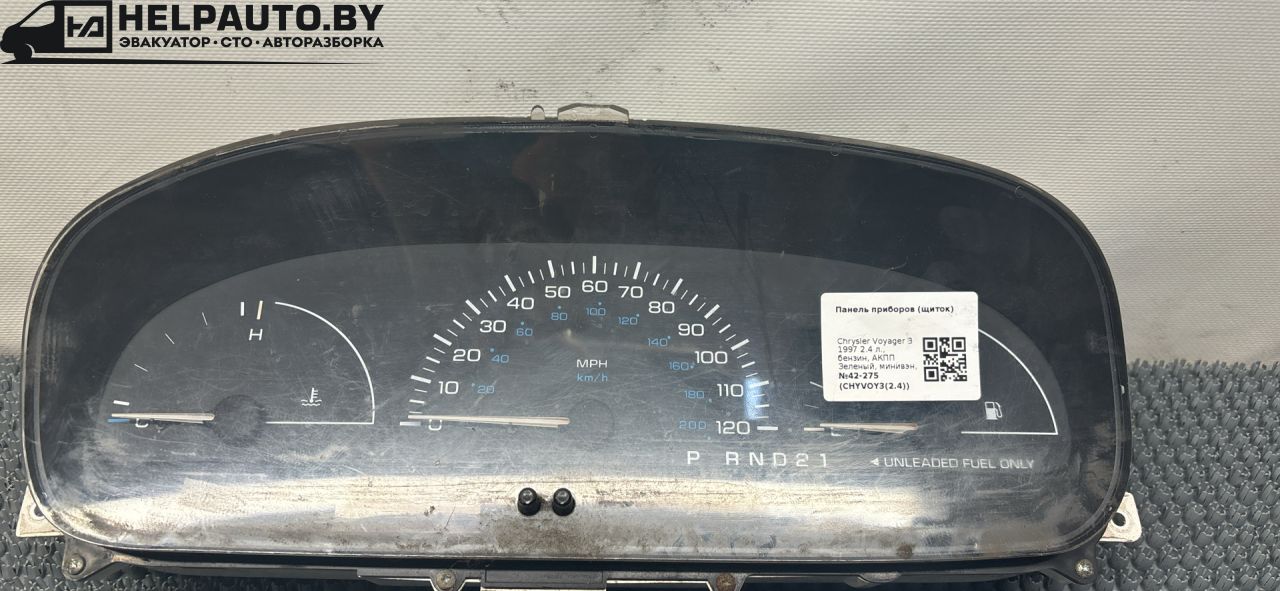 HELPAUTO.BY
ЭВАКУАТОР • СТО • АВТОРАЗБОРКА
H
C
0
10
20
30
40
50
60
70
80
90
100
110
120
20
40
60
80
100
120
140
160
180
200
MPH
km/h
P RND21
UNLEADED FUEL ONLY
E
Панель приборов (щиток)
Chrysler Voyager 3
1997 2.4 л.,
бензин, АКПП
Зеленый, минивэн,
№42-275
(CHYVOY3(2.4))